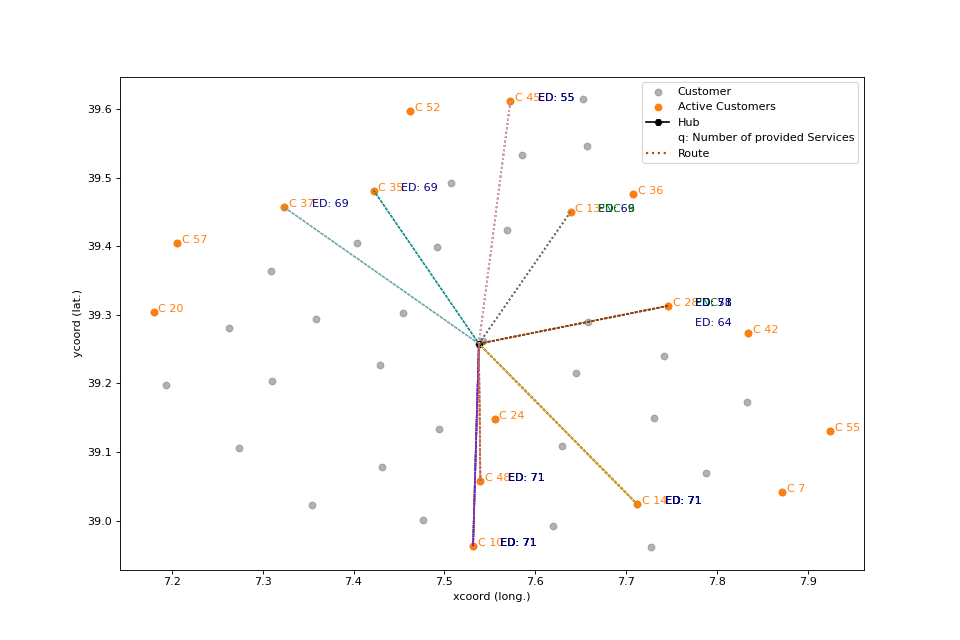 Customer
Active Customers
Hub
q: Number of provided Services
Route
C 45 ED: 55
C 52
C 35 ED: 69
C 36
C 37 ED: 69
C 13
C 57
C 20
C 28
ED: 64
C 42
C 24
C 55
C 48 ED: 71
C 7
C 14 ED: 71
C 10 ED: 71
39.6
39.5
39.4
39.3
39.2
39.1
39.0
ycoord (lat.)
7.2 7.3 7.4 7.5 7.6 7.7 7.8 7.9
xcoord (long.)